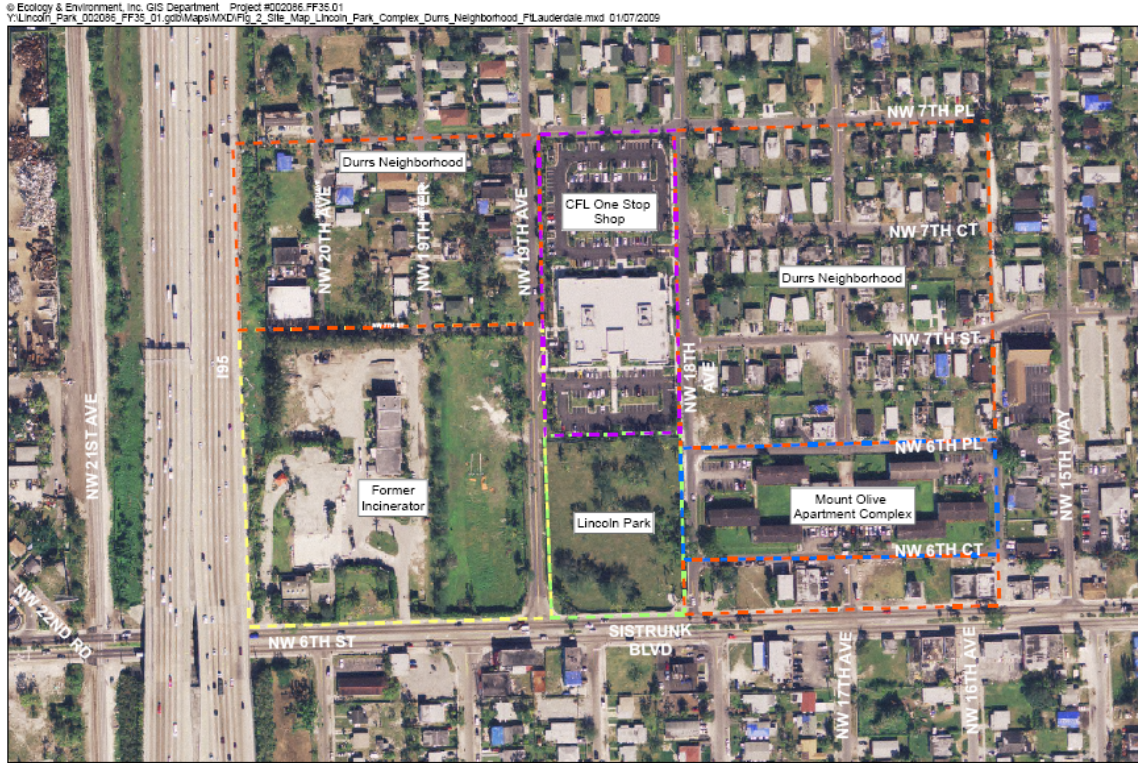 © Ecology & Environment, Inc. GIS Department Project #002086.FF35.01
Y:\Lincoln_Park_002086_FF35_01.gdb\Maps\MXD\Fig_2_Site_Map_Lincoln_Park_Complex_Durrs_Neighborhood_FtLauderdale.mxd 01/07/2009
NW 7TH PL
Durrs Neighborhood
NW 20TH AVE
NW 19TH TER
NW 19TH AVE
CFL One Stop
Shop
NW 7TH CT
Durrs Neighborhood
NW 7TH ST
NW 7TH ST
I95
NW 18TH
AVE
NW 21ST AVE
NW 6TH PL
NW 15TH WAY
Former
Incinerator
Lincoln Park
Mount Olive
Apartment Complex
NW 6TH CT
NW 22ND RD
NW 6TH ST
SISTRUNK
BLVD
NW 17TH AVE
NW 16TH AVE